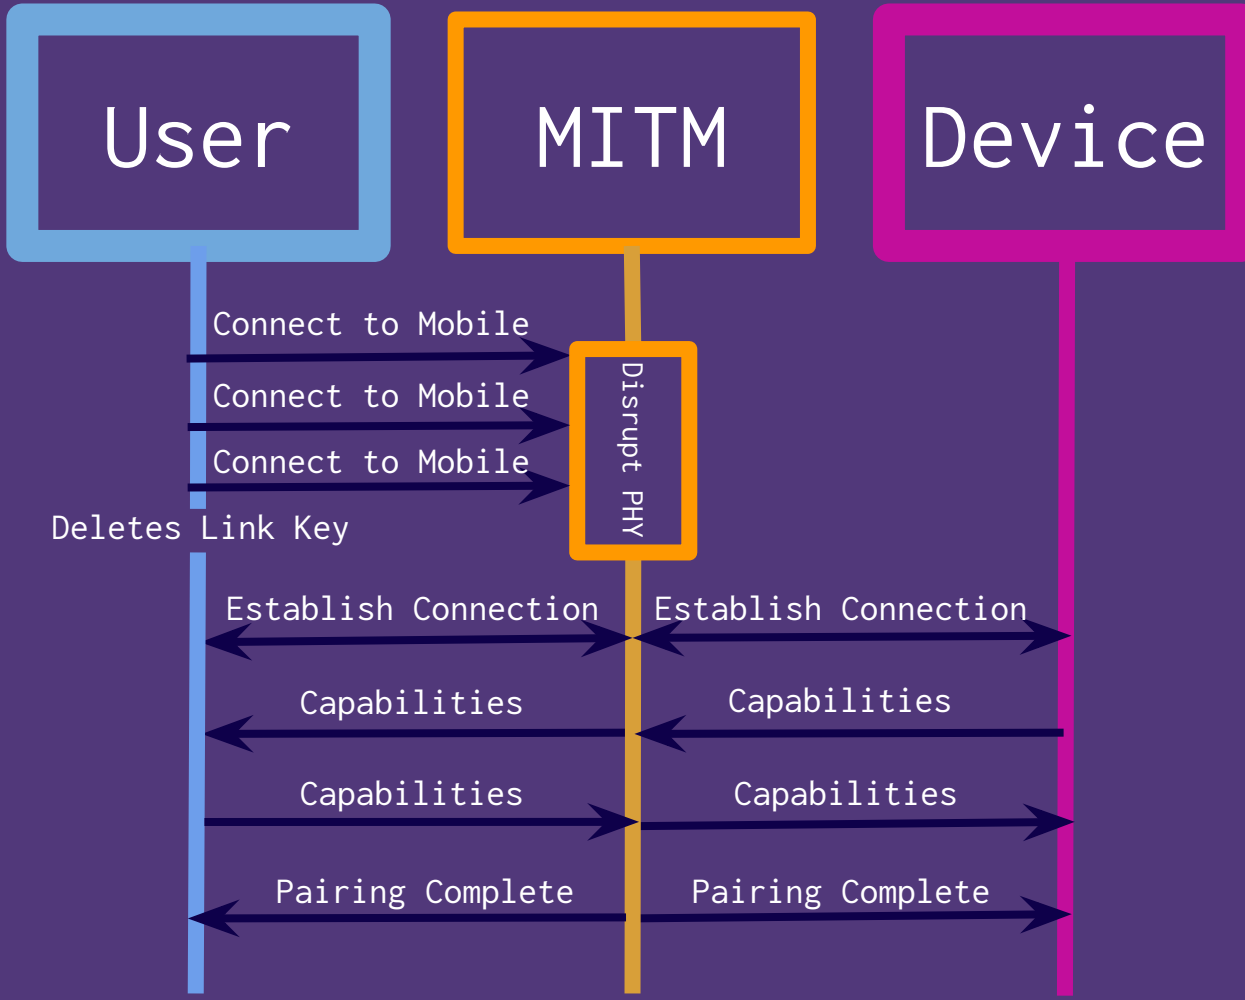 User
MITM
Device
Connect to Mobile
Connect to Mobile
Connect to Mobile
Disrupt PHY
Deletes Link Key
Establish Connection
Establish Connection
Capabilities
Capabilities
Capabilities
Capabilities
Pairing Complete
Pairing Complete